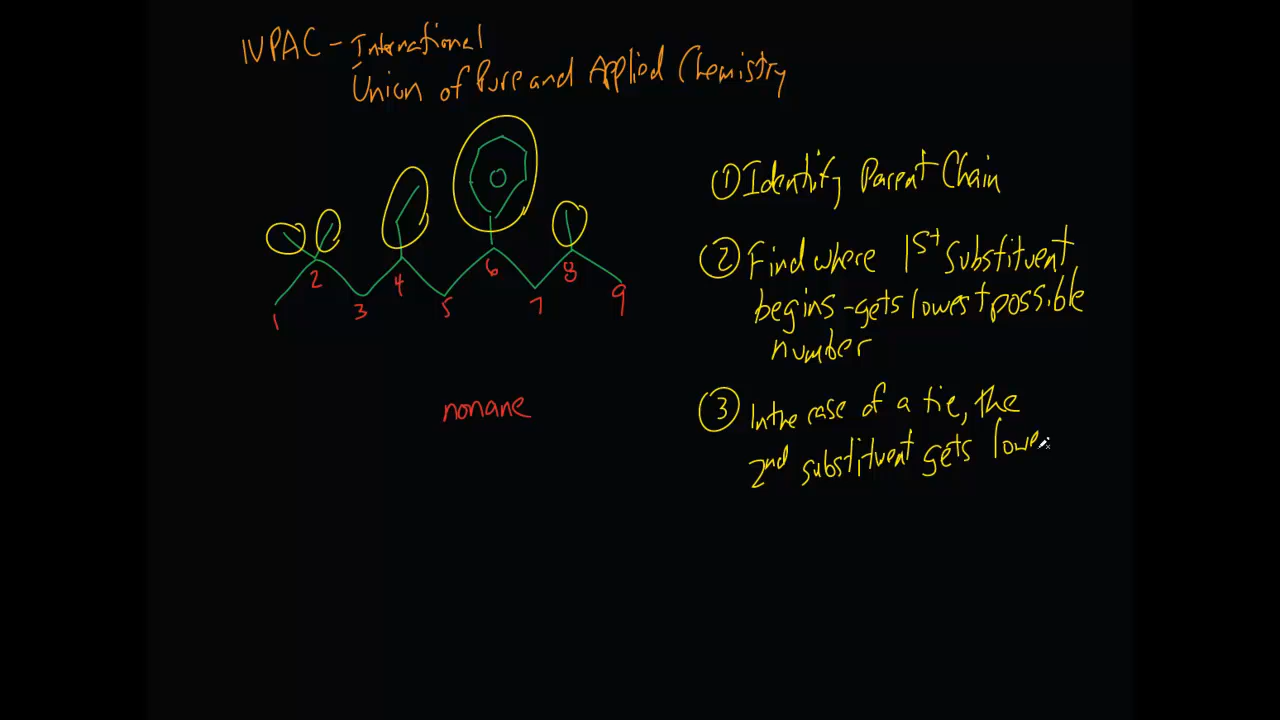 IUPAC - International
Union of Pure and Applied Chemistry
① Identify Parent Chain
② Find where 1st Substituent
begins - gets lowest possible
number
③ In the case of a tie, the
2nd substituent gets lowe
1 2 3 4 5 6 7 8 9
nonane